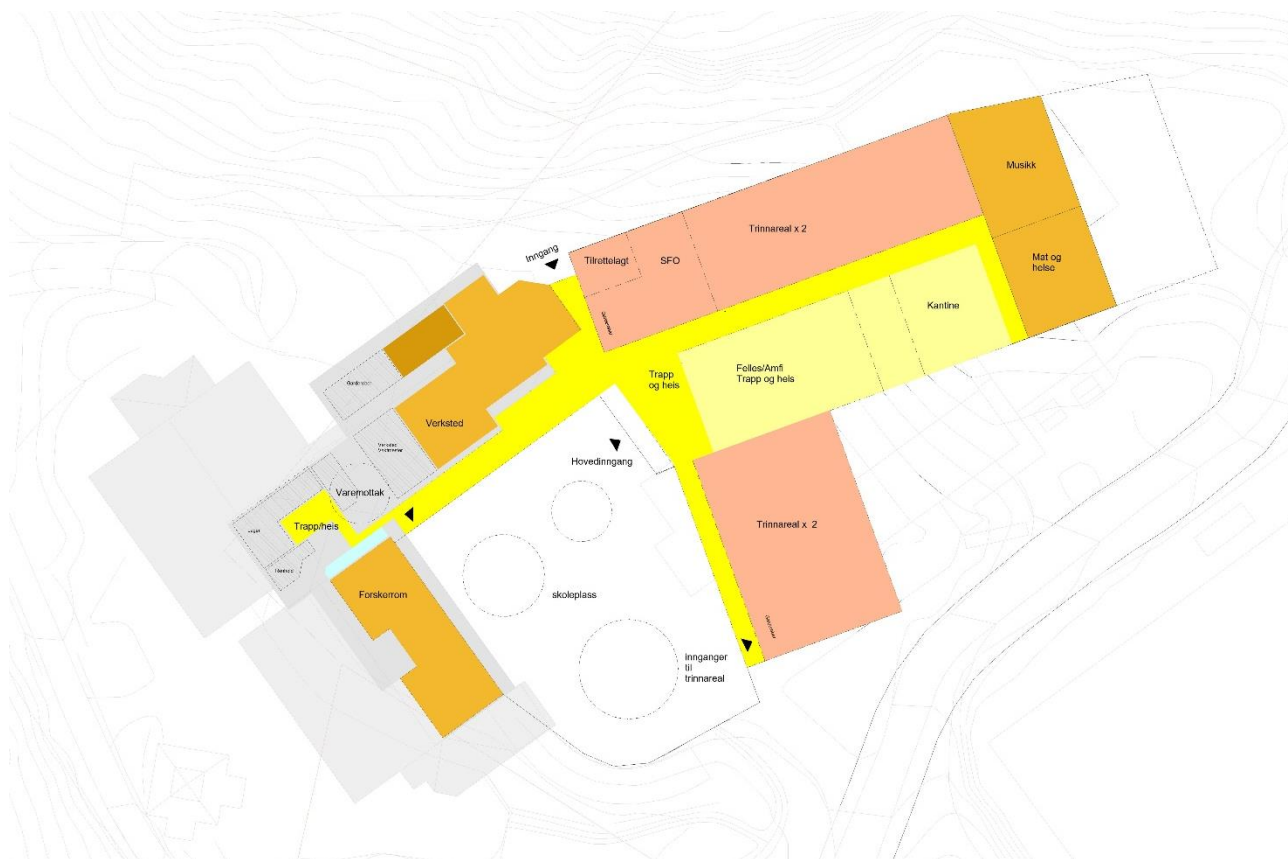 Musikk
Mat og
helse
Trinnareal x 2
Inngang
Tilrettelagt
SFO
Kantine
Felles/Amfi
Trapp og heis
Trapp
og heis
Verksted
Hovedinngang
Varemottak
Trapp/heis
Trinnareal x 2
Forskerrom
skoleplass
innganger
til
trinnareal